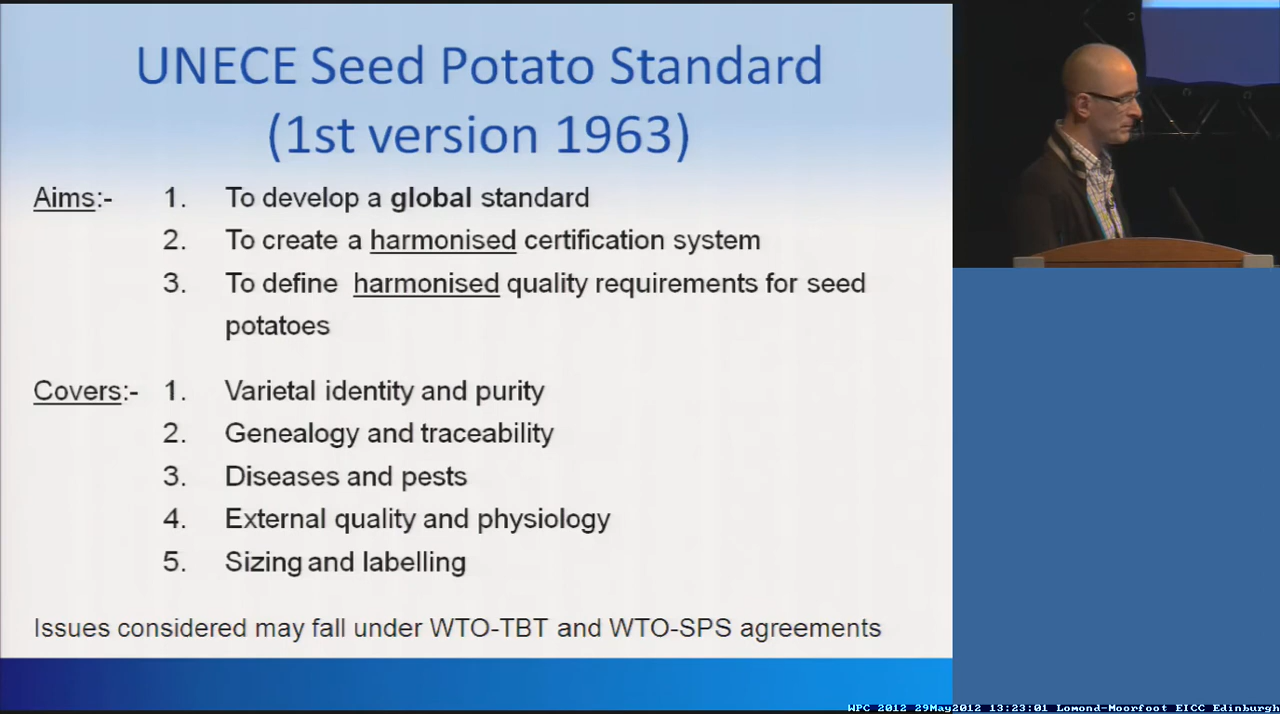 UNECE Seed Potato Standard
(1st version 1963)
Aims:- 1. To develop a global standard
2. To create a harmonised certification system
3. To define harmonised quality requirements for seed
potatoes
Covers:- 1. Varietal identity and purity
2. Genealogy and traceability
3. Diseases and pests
4. External quality and physiology
5. Sizing and labelling
Issues considered may fall under WTO-TBT and WTO-SPS agreements
WPC 2012 29May2012 13:23:01 Lomond-Moorfoot EICC Edinburgh